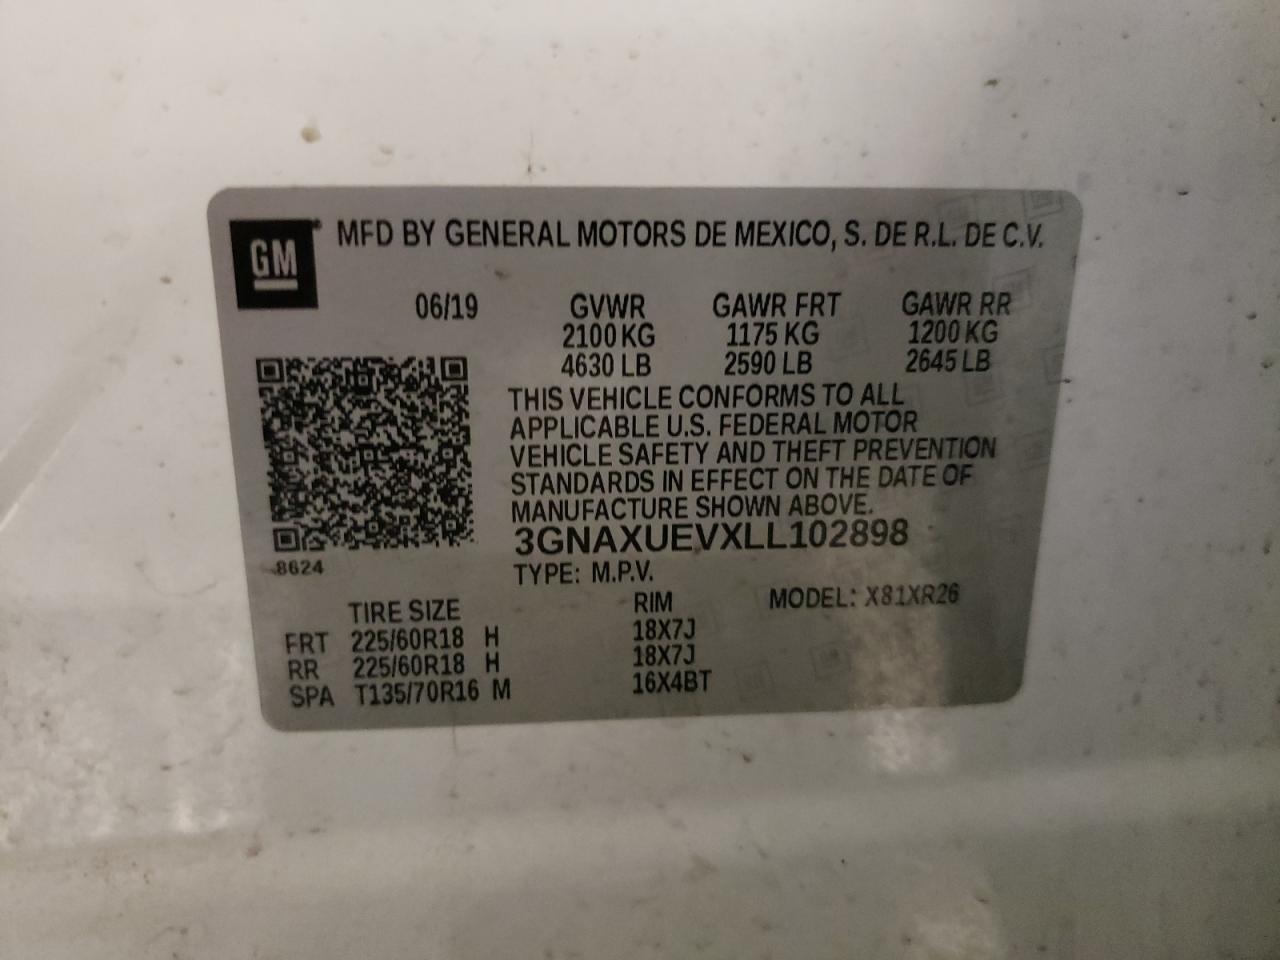 GM® MFD BY GENERAL MOTORS DE MEXICO, S. DE R.L. DE C.V.
06/19 GVWR GAWR FRT GAWR RR
2100 KG 1175 KG 1200 KG
4630 LB 2590 LB 2645 LB
THIS VEHICLE CONFORMS TO ALL
APPLICABLE U.S. FEDERAL MOTOR
VEHICLE SAFETY AND THEFT PREVENTION
STANDARDS IN EFFECT ON THE DATE OF
MANUFACTURE SHOWN ABOVE.
3GNAXUEVXLL102898
8624
TYPE: M.P.V.
TIRE SIZE RIM MODEL: X81XR26
FRT 225/60R18 H 18X7J
RR 225/60R18 H 18X7J
SPA T135/70R16 M 16X4BT